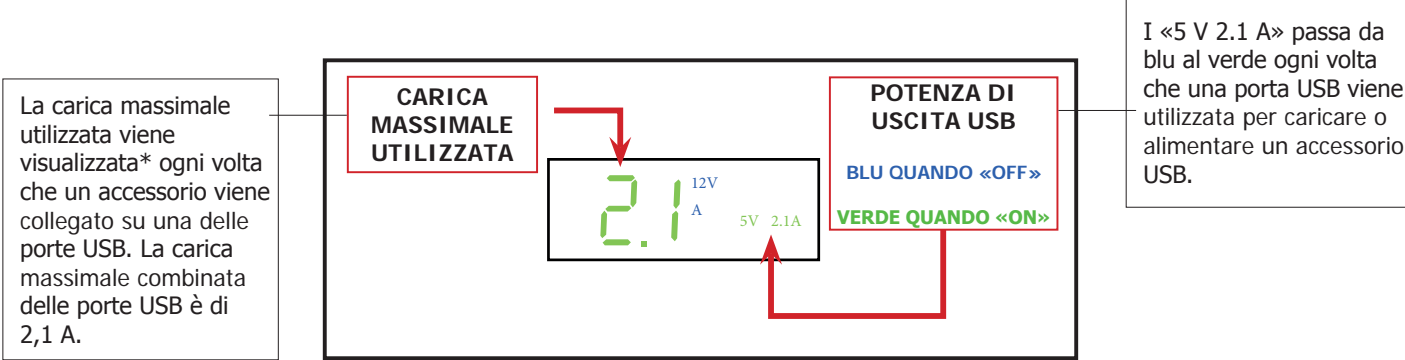 La carica massimale
utilizzata viene
visualizzata* ogni volta
che un accessorio viene
collegato su una delle
porte USB. La carica
massimale combinata
delle porte USB è di
2,1 A.
CARICA
MASSIMALE
UTILIZZATA
2.1
12V
A
5V 2.1A
POTENZA DI
USCITA USB
BLU QUANDO «OFF»
VERDE QUANDO «ON»
I «5 V 2.1 A» passa da
blu al verde ogni volta
che una porta USB viene
utilizzata per caricare o
alimentare un accessorio
USB.